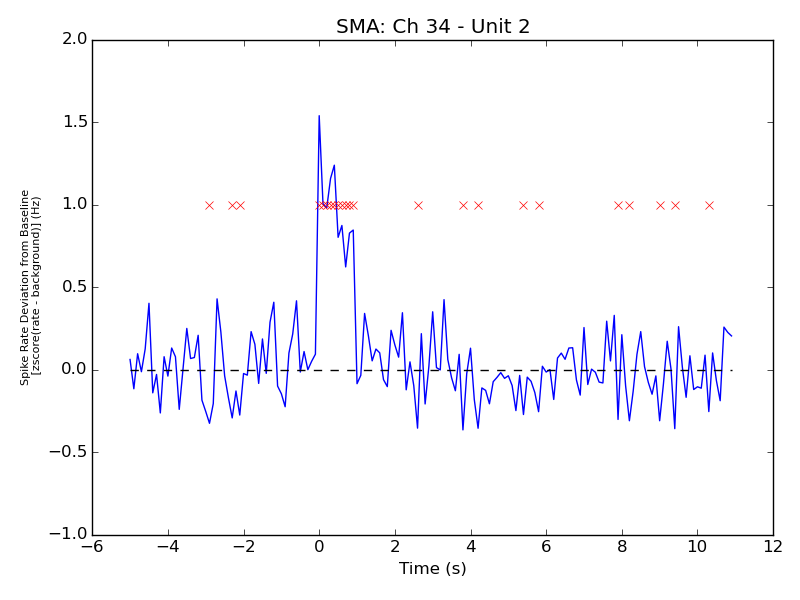 SMA: Ch 34 - Unit 2
2.0
1.5
1.0
0.5
0.0
−0.5
−1.0
Spike Rate Deviation from Baseline
[zscore(rate - background)] (Hz)
−6 −4 −2 0 2 4 6 8 10 12
Time (s)